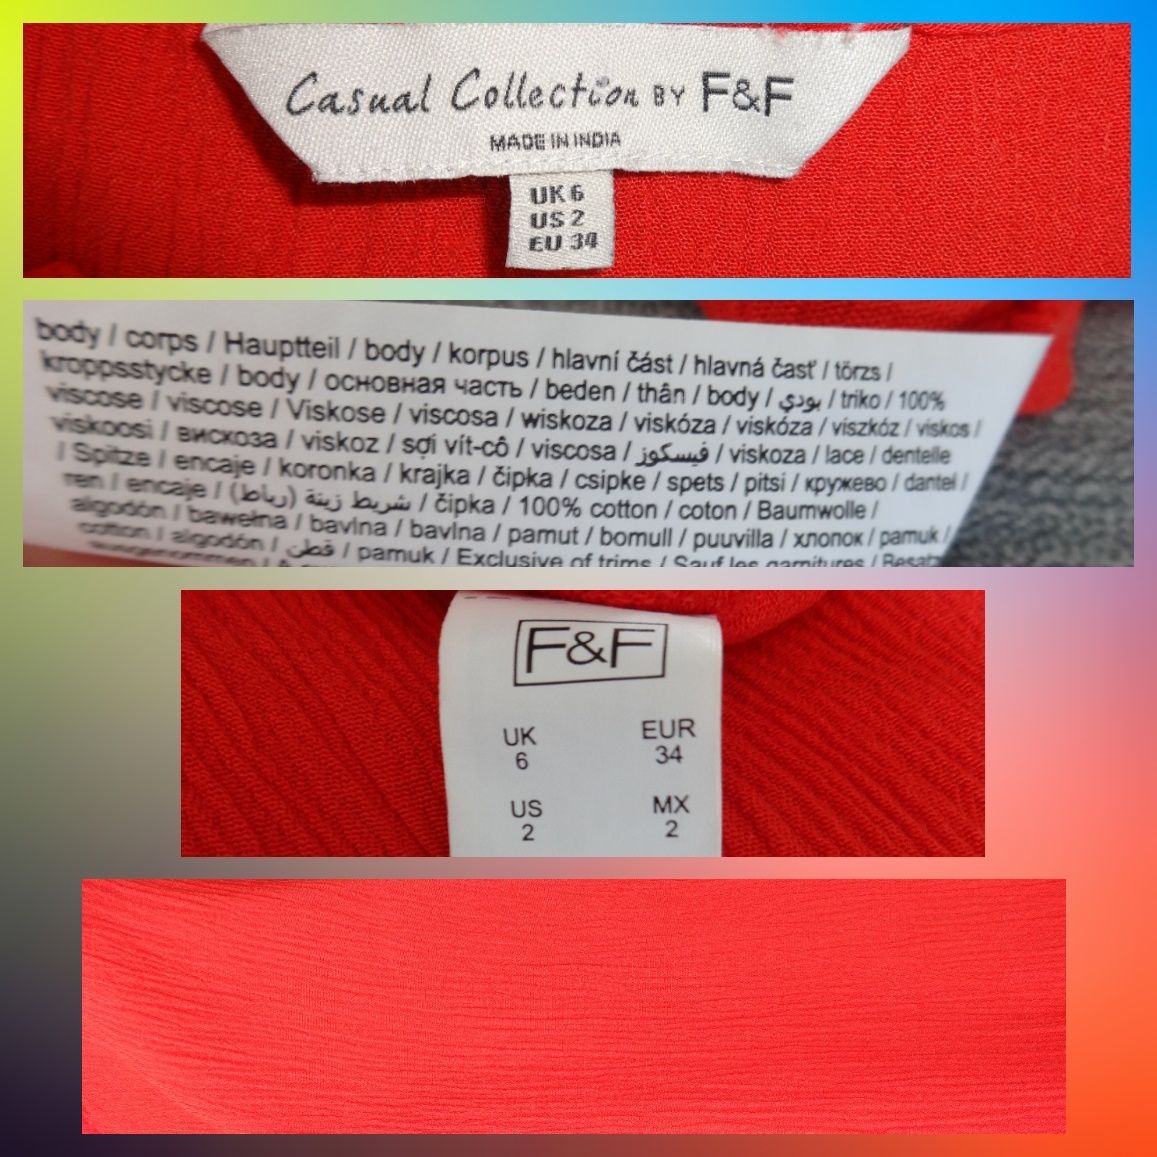 Casual Collection BY F&F
MADE IN INDIA
UK 6
US 2
EU 34
body / corps / Hauptteil / body / korpus / hlavní část / hlavná časť / törzs /
kroppsstycke / body / основная часть / beden / thân / body / بودي / triko / 100%
viscose / viscose / Viskose / viscosa / wiskoza / viskóza / viskóza / viszkóz / viskos /
viskoosi / вискоза / viskoz / sợi vít-cô / viscosa / فيسكوز / viskoza / lace / dentelle
/ Spitze / encaje / koronka / krajka / čipka / csipke / spets / pitsi / кружево / dantel /
ren / encaje / شريط زينة (رباط) / čipka / 100% cotton / coton / Baumwolle /
algodón / bawełna / bavlna / bavlna / pamut / bomull / puuvilla / хлопок / pamuk /
cotton / algodón / قطن / pamuk / Exclusive of trims / Sauf les garnitures / Besatz
F&F
UK
6
EUR
34
US
2
MX
2